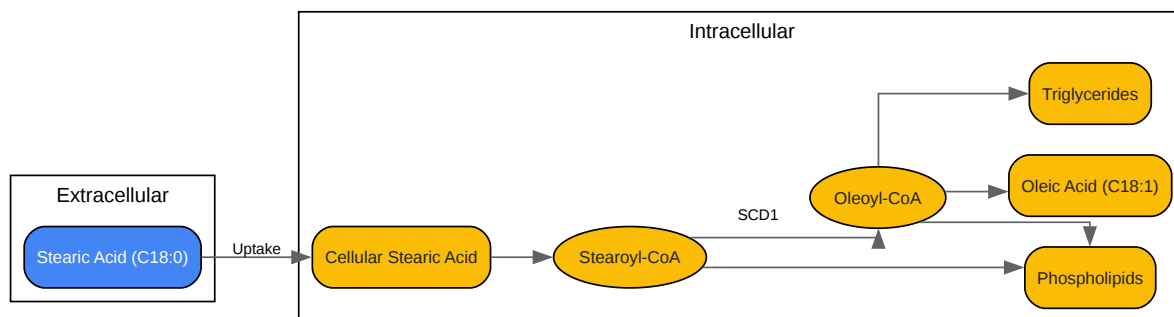 Intracellular
Triglycerides
Extracellular
Oleic Acid (C18:1)
Oleoyl-CoA
SCD1
Stearic Acid (C18:0)
Uptake
Cellular Stearic Acid
Stearoyl-CoA
Phospholipids